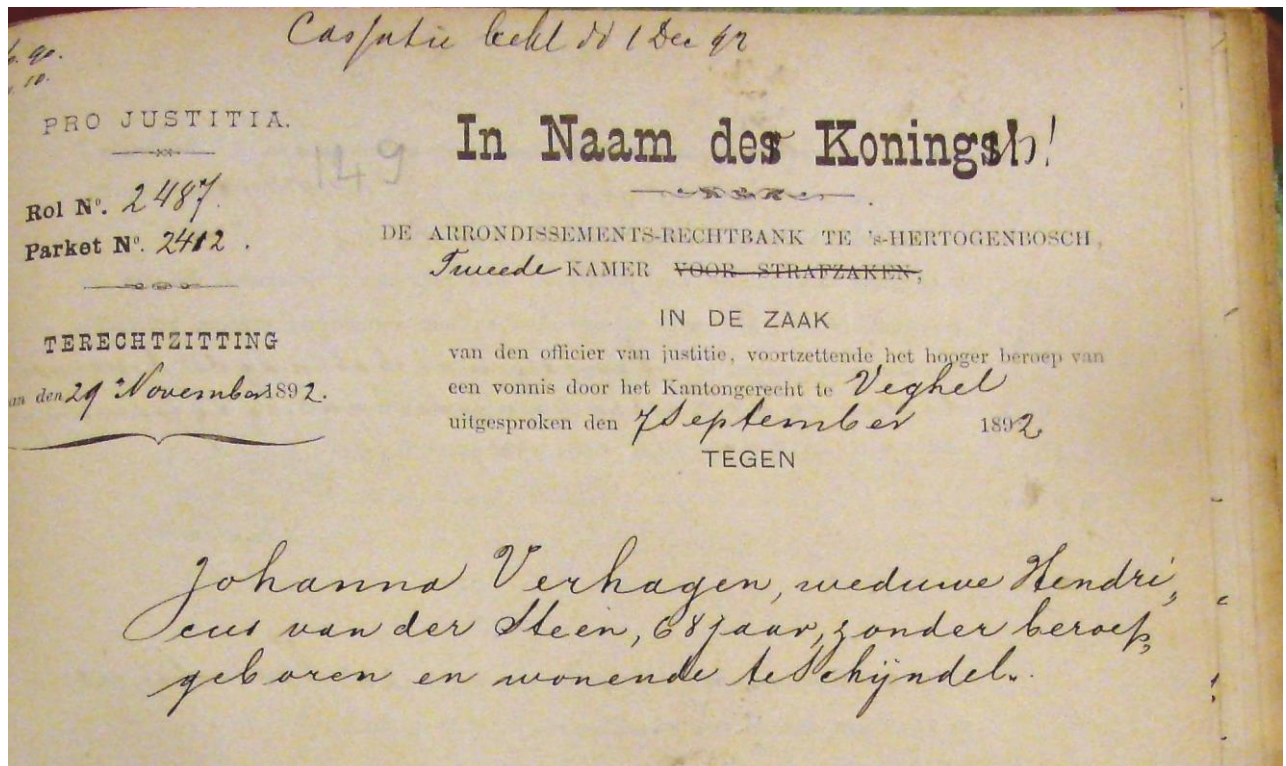 Cassatie dd 1 Dec 92
PRO JUSTITIA.
149
In Naam des Konings!
Rol No. 2487.
Parket No. 2412.
DE ARRONDISSEMENTS-RECHTBANK TE 's-HERTOGENBOSCH,
Tweede KAMER VOOR STRAFZAKEN,
TERECHTZITTING
van den 29 November 1892.
IN DE ZAAK
van den officier van justitie, voortzettende het hooger beroep van
een vonnis door het Kantongerecht te Veghel
uitgesproken den 7 September 1892
TEGEN
Johanna Verhagen, weduwe Hendri,,
cus van der Steen, 68 jaar, zonder beroep,
geboren en wonende te Schijndel.